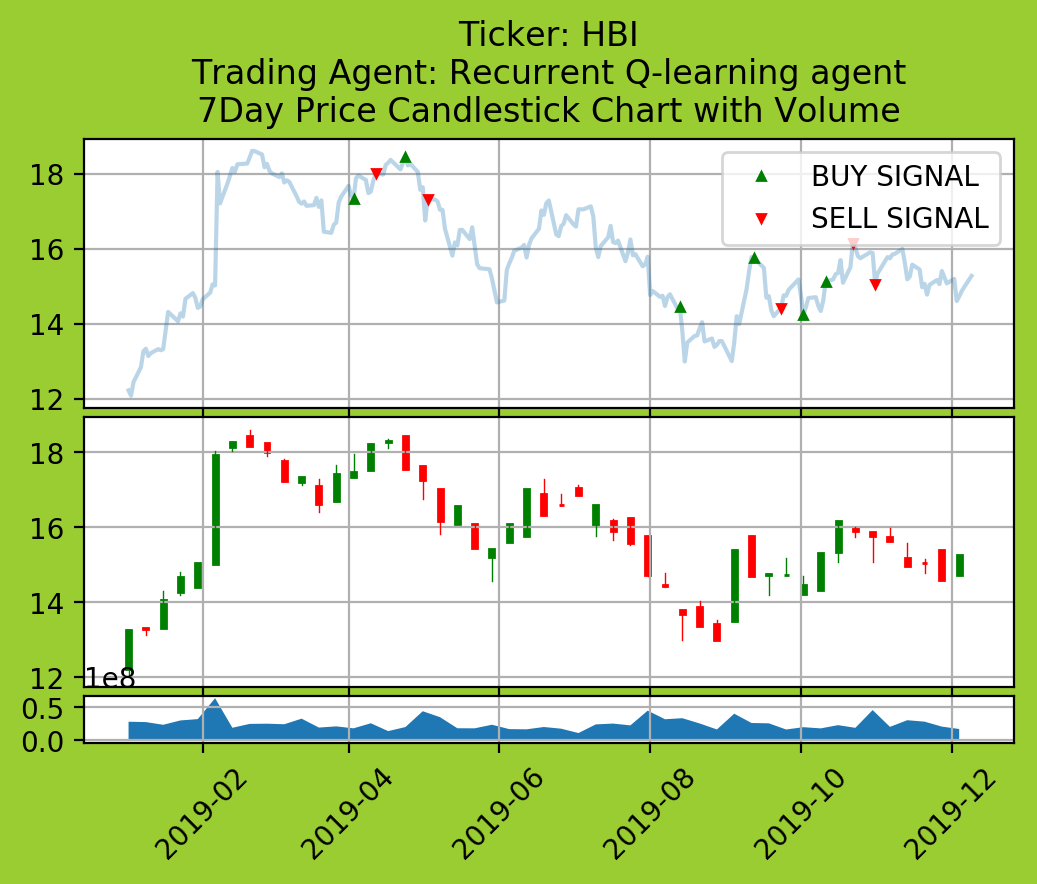 Ticker: HBI
Trading Agent: Recurrent Q-learning agent
7Day Price Candlestick Chart with Volume
BUY SIGNAL
SELL SIGNAL
18
16
14
12
18
16
14
12
1e8
0.5
0.0
2019-02
2019-04
2019-06
2019-08
2019-10
2019-12